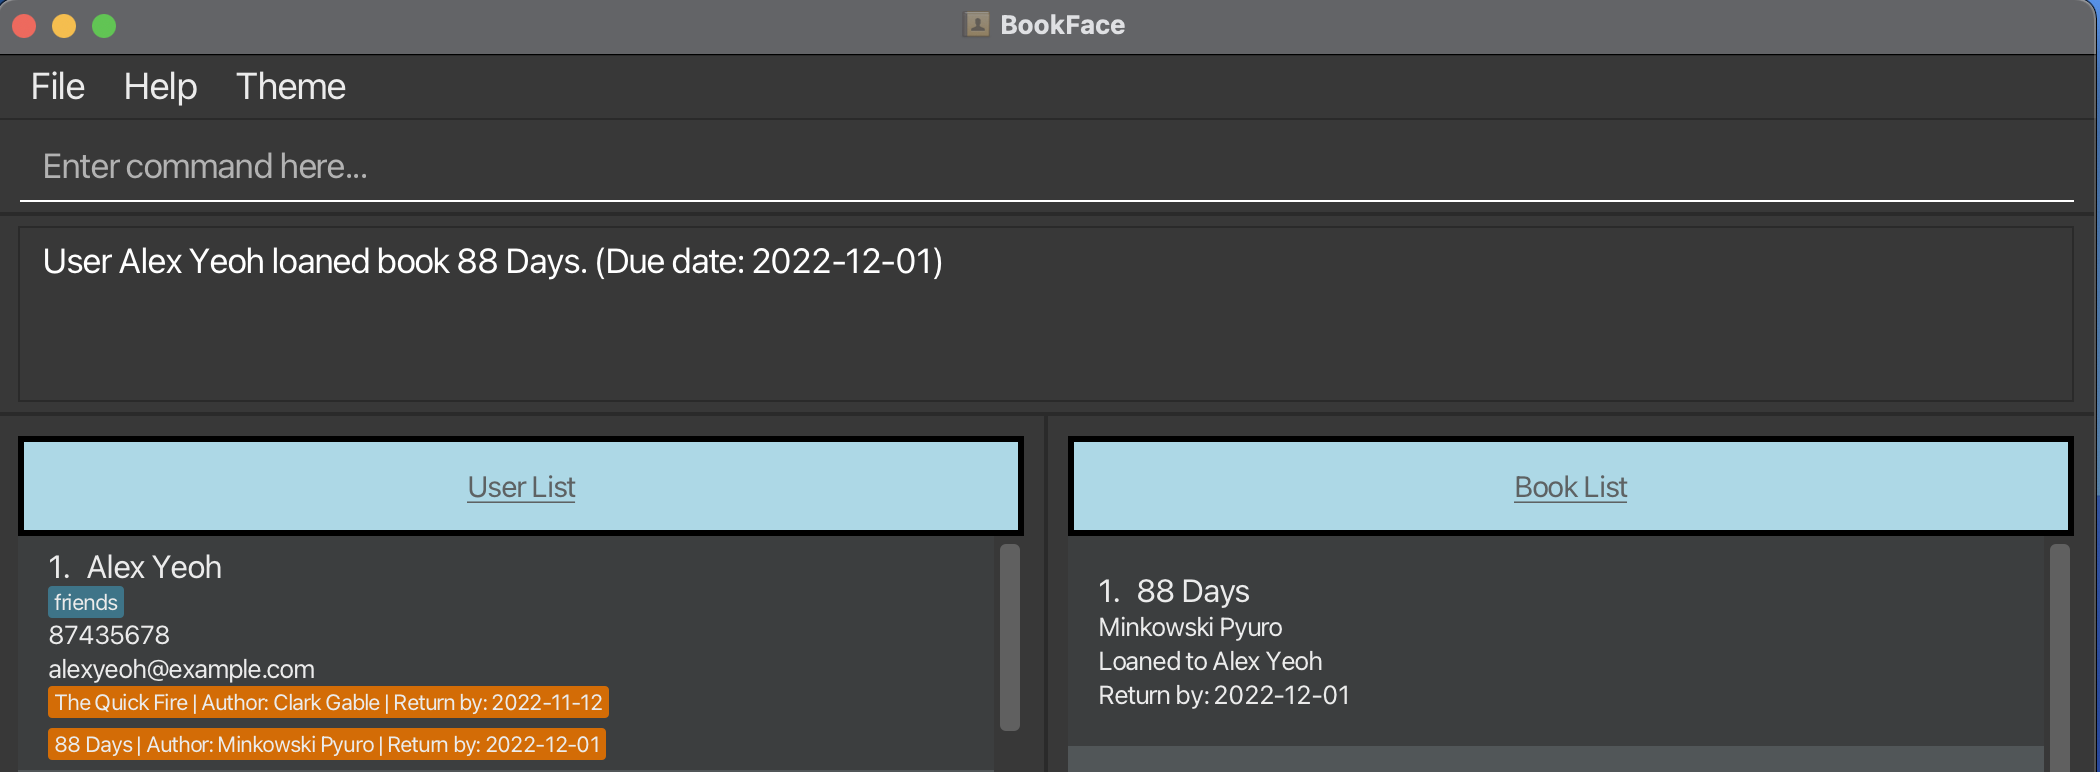 BookFace
File Help Theme
Enter command here...
User Alex Yeoh loaned book 88 Days. (Due date: 2022-12-01)
User List
1. Alex Yeoh
friends
87435678
alexyeoh@example.com
The Quick Fire | Author: Clark Gable | Return by: 2022-11-12
88 Days | Author: Minkowski Pyuro | Return by: 2022-12-01
Book List
1. 88 Days
Minkowski Pyuro
Loaned to Alex Yeoh
Return by: 2022-12-01